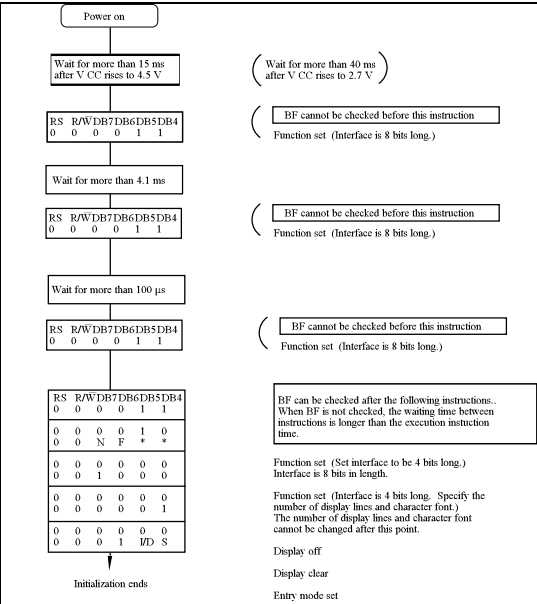 Power on
Wait for more than 15 ms
after V CC rises to 4.5 V
Wait for more than 40 ms
after V CC rises to 2.7 V
RS R/W̅ DB7 DB6 DB5 DB4
0 0 0 0 1 1
BF cannot be checked before this instruction
Function set (Interface is 8 bits long.)
Wait for more than 4.1 ms
RS R/W̅ DB7 DB6 DB5 DB4
0 0 0 0 1 1
BF cannot be checked before this instruction
Function set (Interface is 8 bits long.)
Wait for more than 100 µs
RS R/W̅ DB7 DB6 DB5 DB4
0 0 0 0 1 1
BF cannot be checked before this instruction
Function set (Interface is 8 bits long.)
RS R/W̅ DB7 DB6 DB5 DB4
0 0 0 0 1 1
0 0 0 0 1 0
0 0 N F * *
0 0 0 0 0 0
0 0 1 0 0 0
0 0 0 0 0 0
0 0 0 0 0 1
0 0 0 0 0 0
0 0 0 1 I/D S
Initialization ends
BF can be checked after the following instructions..
When BF is not checked, the waiting time between
instructions is longer than the execution instuction
time.
Function set (Set interface to be 4 bits long.)
Interface is 8 bits in length.
Function set (Interface is 4 bits long. Specify the
number of display lines and character font.)
The number of display lines and character font
cannot be changed after this point.
Display off
Display clear
Entry mode set